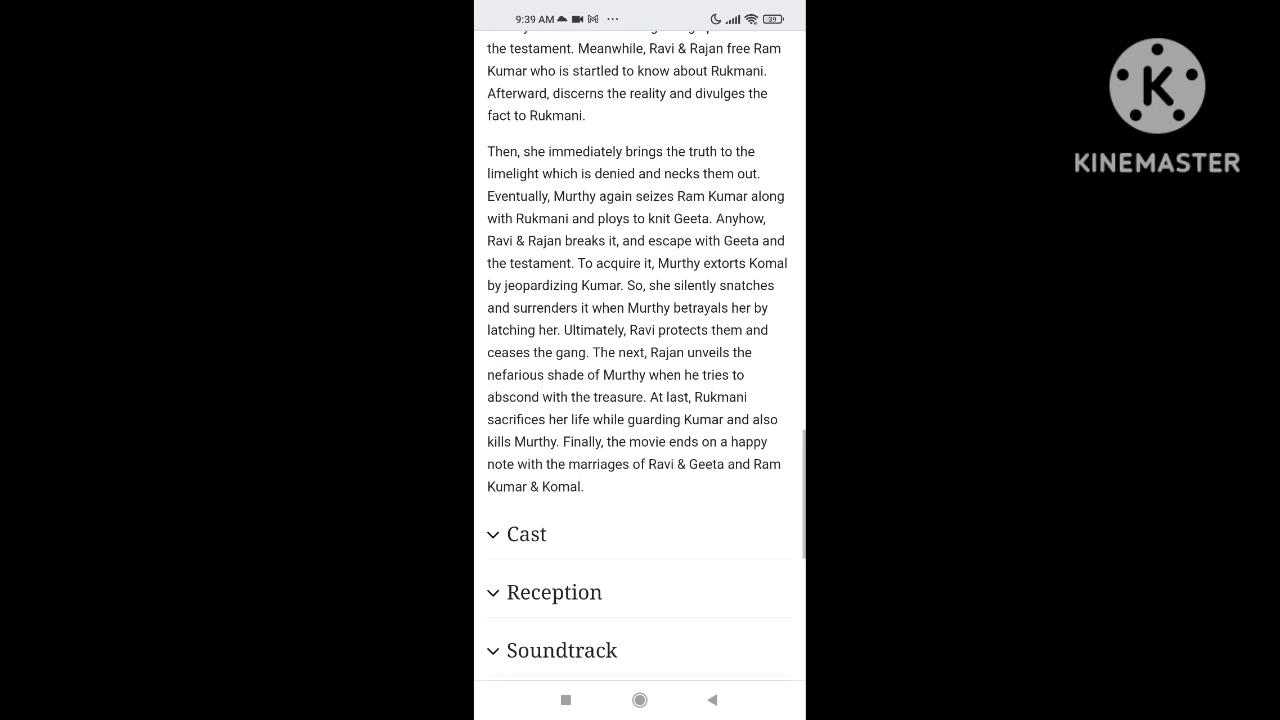 9:39 AM
39
the testament. Meanwhile, Ravi & Rajan free Ram
Kumar who is startled to know about Rukmani.
Afterward, discerns the reality and divulges the
fact to Rukmani.
Then, she immediately brings the truth to the
limelight which is denied and necks them out.
Eventually, Murthy again seizes Ram Kumar along
with Rukmani and ploys to knit Geeta. Anyhow,
Ravi & Rajan breaks it, and escape with Geeta and
the testament. To acquire it, Murthy extorts Komal
by jeopardizing Kumar. So, she silently snatches
and surrenders it when Murthy betrayals her by
latching her. Ultimately, Ravi protects them and
ceases the gang. The next, Rajan unveils the
nefarious shade of Murthy when he tries to
abscond with the treasure. At last, Rukmani
sacrifices her life while guarding Kumar and also
kills Murthy. Finally, the movie ends on a happy
note with the marriages of Ravi & Geeta and Ram
Kumar & Komal.
Cast
Reception
Soundtrack
K
KINEMASTER